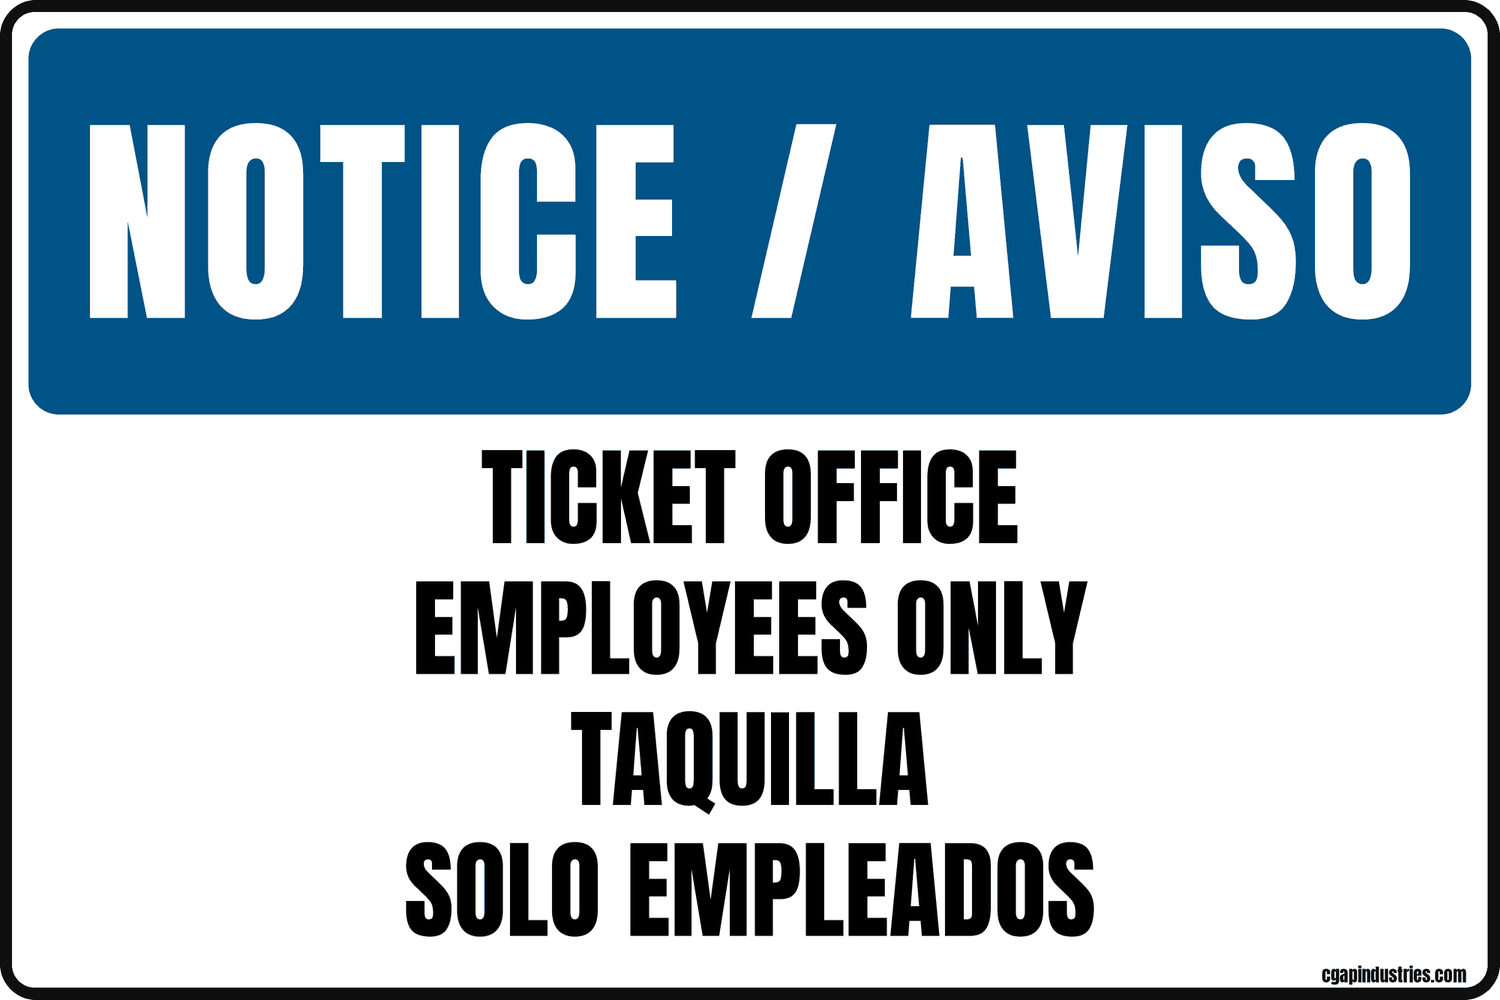 NOTICE / AVISO
TICKET OFFICE
EMPLOYEES ONLY
TAQUILLA
SOLO EMPLEADOS
cgapindustries.com